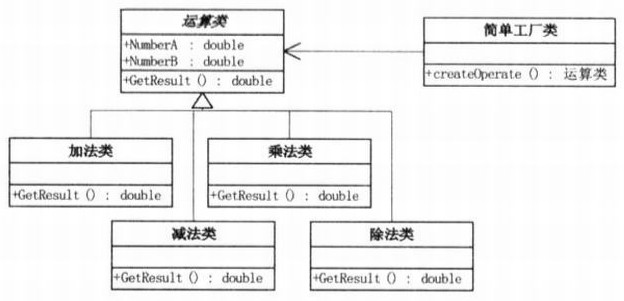 运算类
+NumberA : double
+NumberB : double
+GetResult () : double
简单工厂类
+createOperate () : 运算类
加法类
+GetResult () : double
乘法类
+GetResult () : double
减法类
+GetResult () : double
除法类
+GetResult () : double